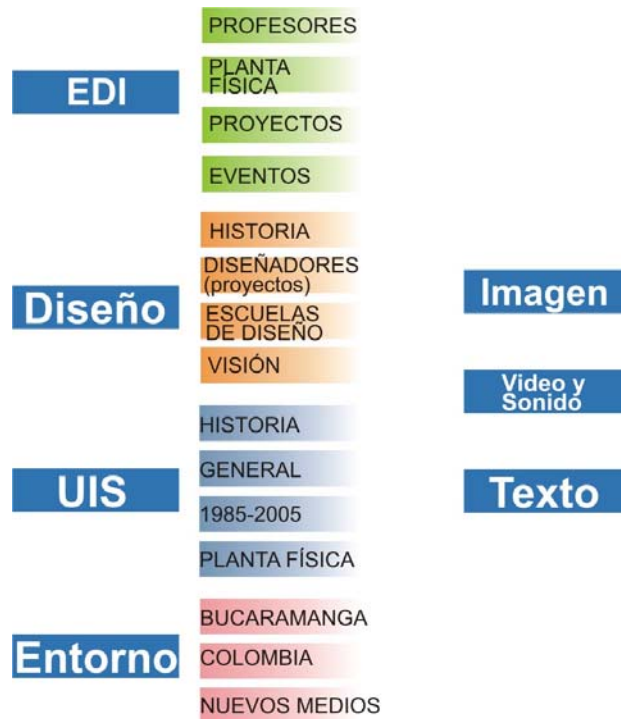 EDI
PROFESORES
PLANTA
FÍSICA
PROYECTOS
EVENTOS
Diseño
HISTORIA
DISEÑADORES
(proyectos)
ESCUELAS
DE DISEÑO
VISIÓN
UIS
HISTORIA
GENERAL
1985-2005
PLANTA FÍSICA
Entorno
BUCARAMANGA
COLOMBIA
NUEVOS MEDIOS
Imagen
Video y
Sonido
Texto